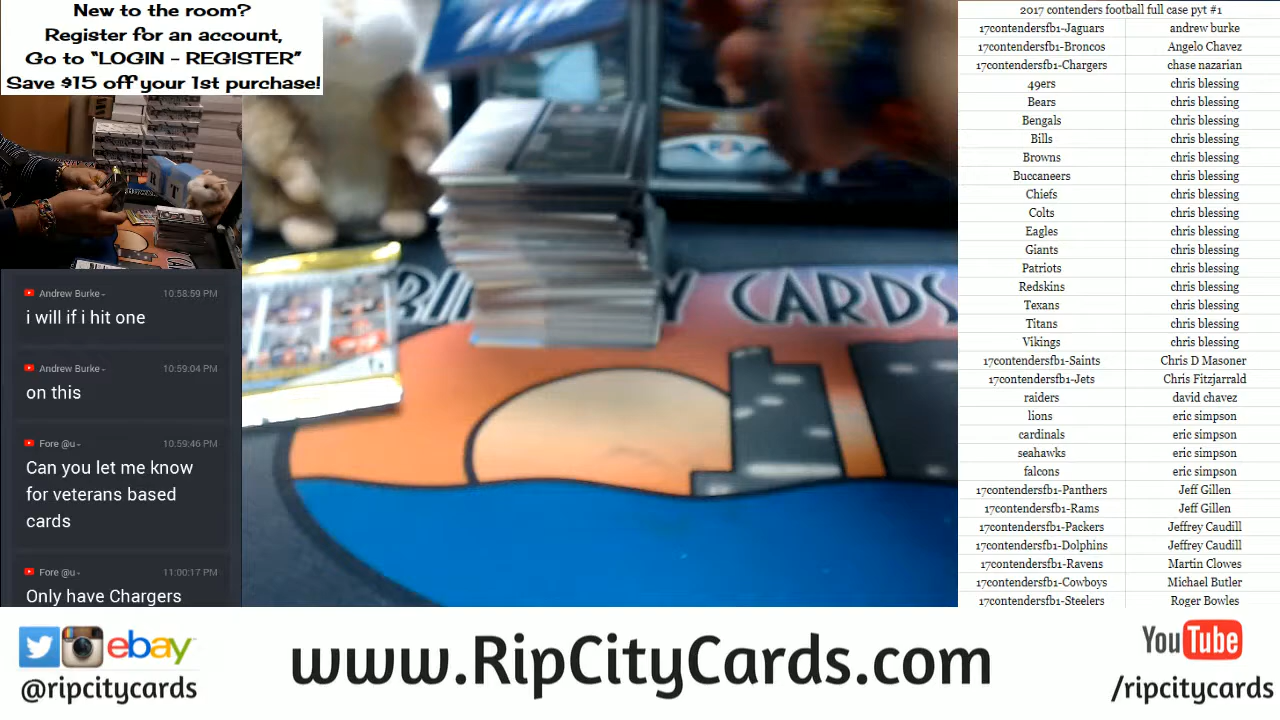 New to the room?
Register for an account,
Go to “LOGIN - REGISTER”
Save $15 off your 1st purchase!
Andrew Burke- 10:58:59 PM
i will if i hit one
Andrew Burke- 10:59:04 PM
on this
Fore @u- 10:59:46 PM
Can you let me know
for veterans based
cards
Fore @u- 11:00:17 PM
Only have Chargers
CARDS
2017 contenders football full case pyt #1
17contendersfb1-Jaguars andrew burke
17contendersfb1-Broncos Angelo Chavez
17contendersfb1-Chargers chase nazarian
49ers chris blessing
Bears chris blessing
Bengals chris blessing
Bills chris blessing
Browns chris blessing
Buccaneers chris blessing
Chiefs chris blessing
Colts chris blessing
Eagles chris blessing
Giants chris blessing
Patriots chris blessing
Redskins chris blessing
Texans chris blessing
Titans chris blessing
Vikings chris blessing
17contendersfb1-Saints Chris D Masoner
17contendersfb1-Jets Chris Fitzjarrald
raiders david chavez
lions eric simpson
cardinals eric simpson
seahawks eric simpson
falcons eric simpson
17contendersfb1-Panthers Jeff Gillen
17contendersfb1-Rams Jeff Gillen
17contendersfb1-Packers Jeffrey Caudill
17contendersfb1-Dolphins Jeffrey Caudill
17contendersfb1-Ravens Martin Clowes
17contendersfb1-Cowboys Michael Butler
17contendersfb1-Steelers Roger Bowles
ebay
@ripcitycards
www.RipCityCards.com
YouTube
/ripcitycards